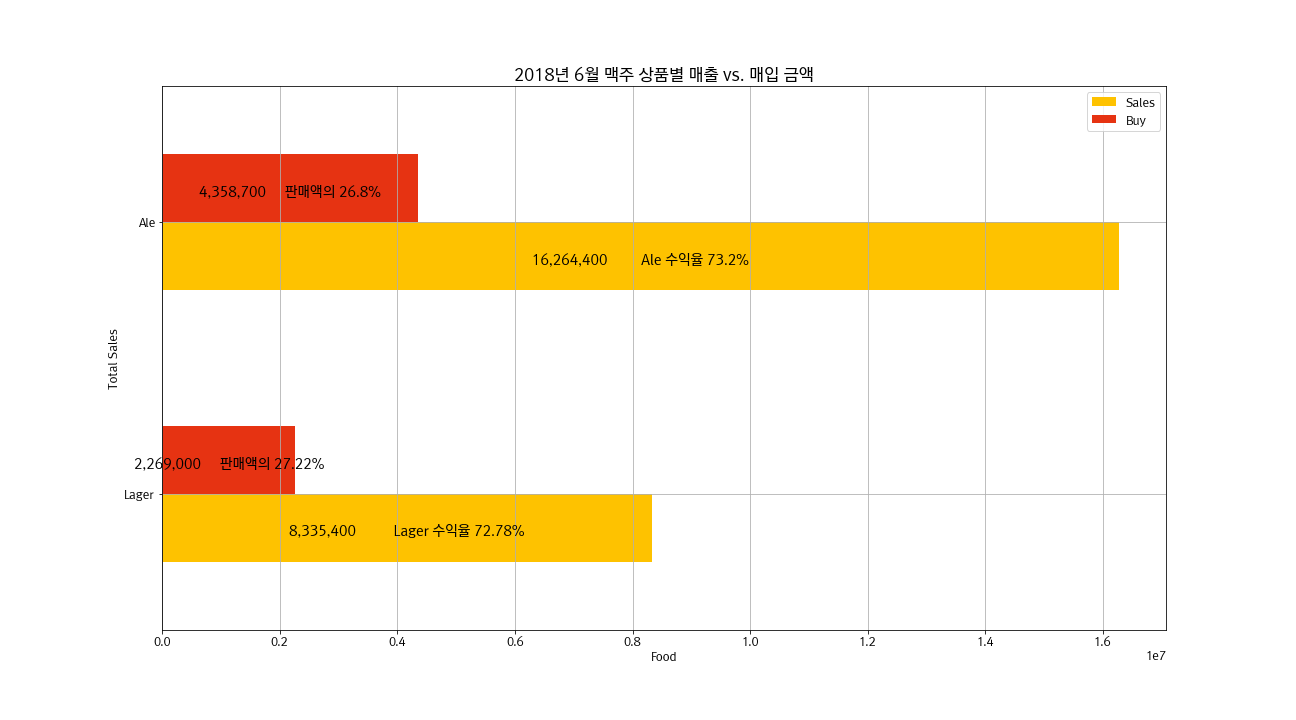 2018년 6월 맥주 상품별 매출 vs. 매입 금액
Sales
Buy
4,358,700 판매액의 26.8%
Ale
16,264,400 Ale 수익율 73.2%
Total Sales
2,269,000 판매액의 27.22%
Lager
8,335,400 Lager 수익율 72.78%
0.0 0.2 0.4 0.6 0.8 1.0 1.2 1.4 1.6
Food
1e7